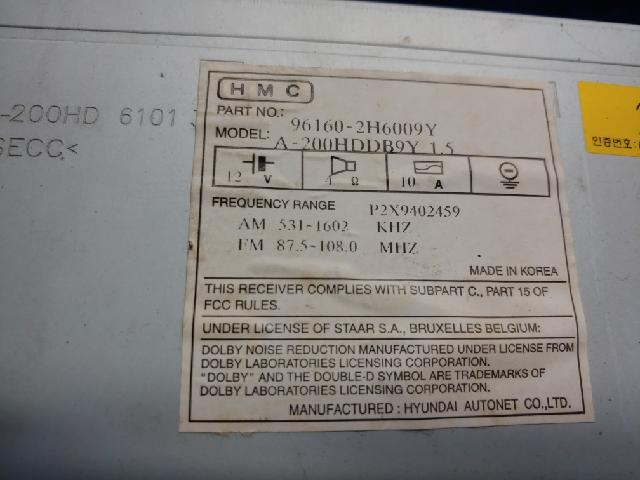 -200HD 6101
SECC<
HMC
PART NO.: 96160-2H6009Y
MODEL: A-200HDDB9Y 1.5
12 V 4 Ω 10 A
FREQUENCY RANGE P2X9402459
AM 531-1602 KHZ
FM 87.5-108.0 MHZ
MADE IN KOREA
THIS RECEIVER COMPLIES WITH SUBPART C., PART 15 OF
FCC RULES.
UNDER LICENSE OF STAAR S.A., BRUXELLES BELGIUM:
DOLBY NOISE REDUCTION MANUFACTURED UNDER LICENSE FROM
DOLBY LABORATORIES LICENSING CORPORATION.
"DOLBY" AND THE DOUBLE-D SYMBOL ARE TRADEMARKS OF
DOLBY LABORATORIES LICENSING CORPORATION.
MANUFACTURED : HYUNDAI AUTONET CO.,LTD.
인증번호: